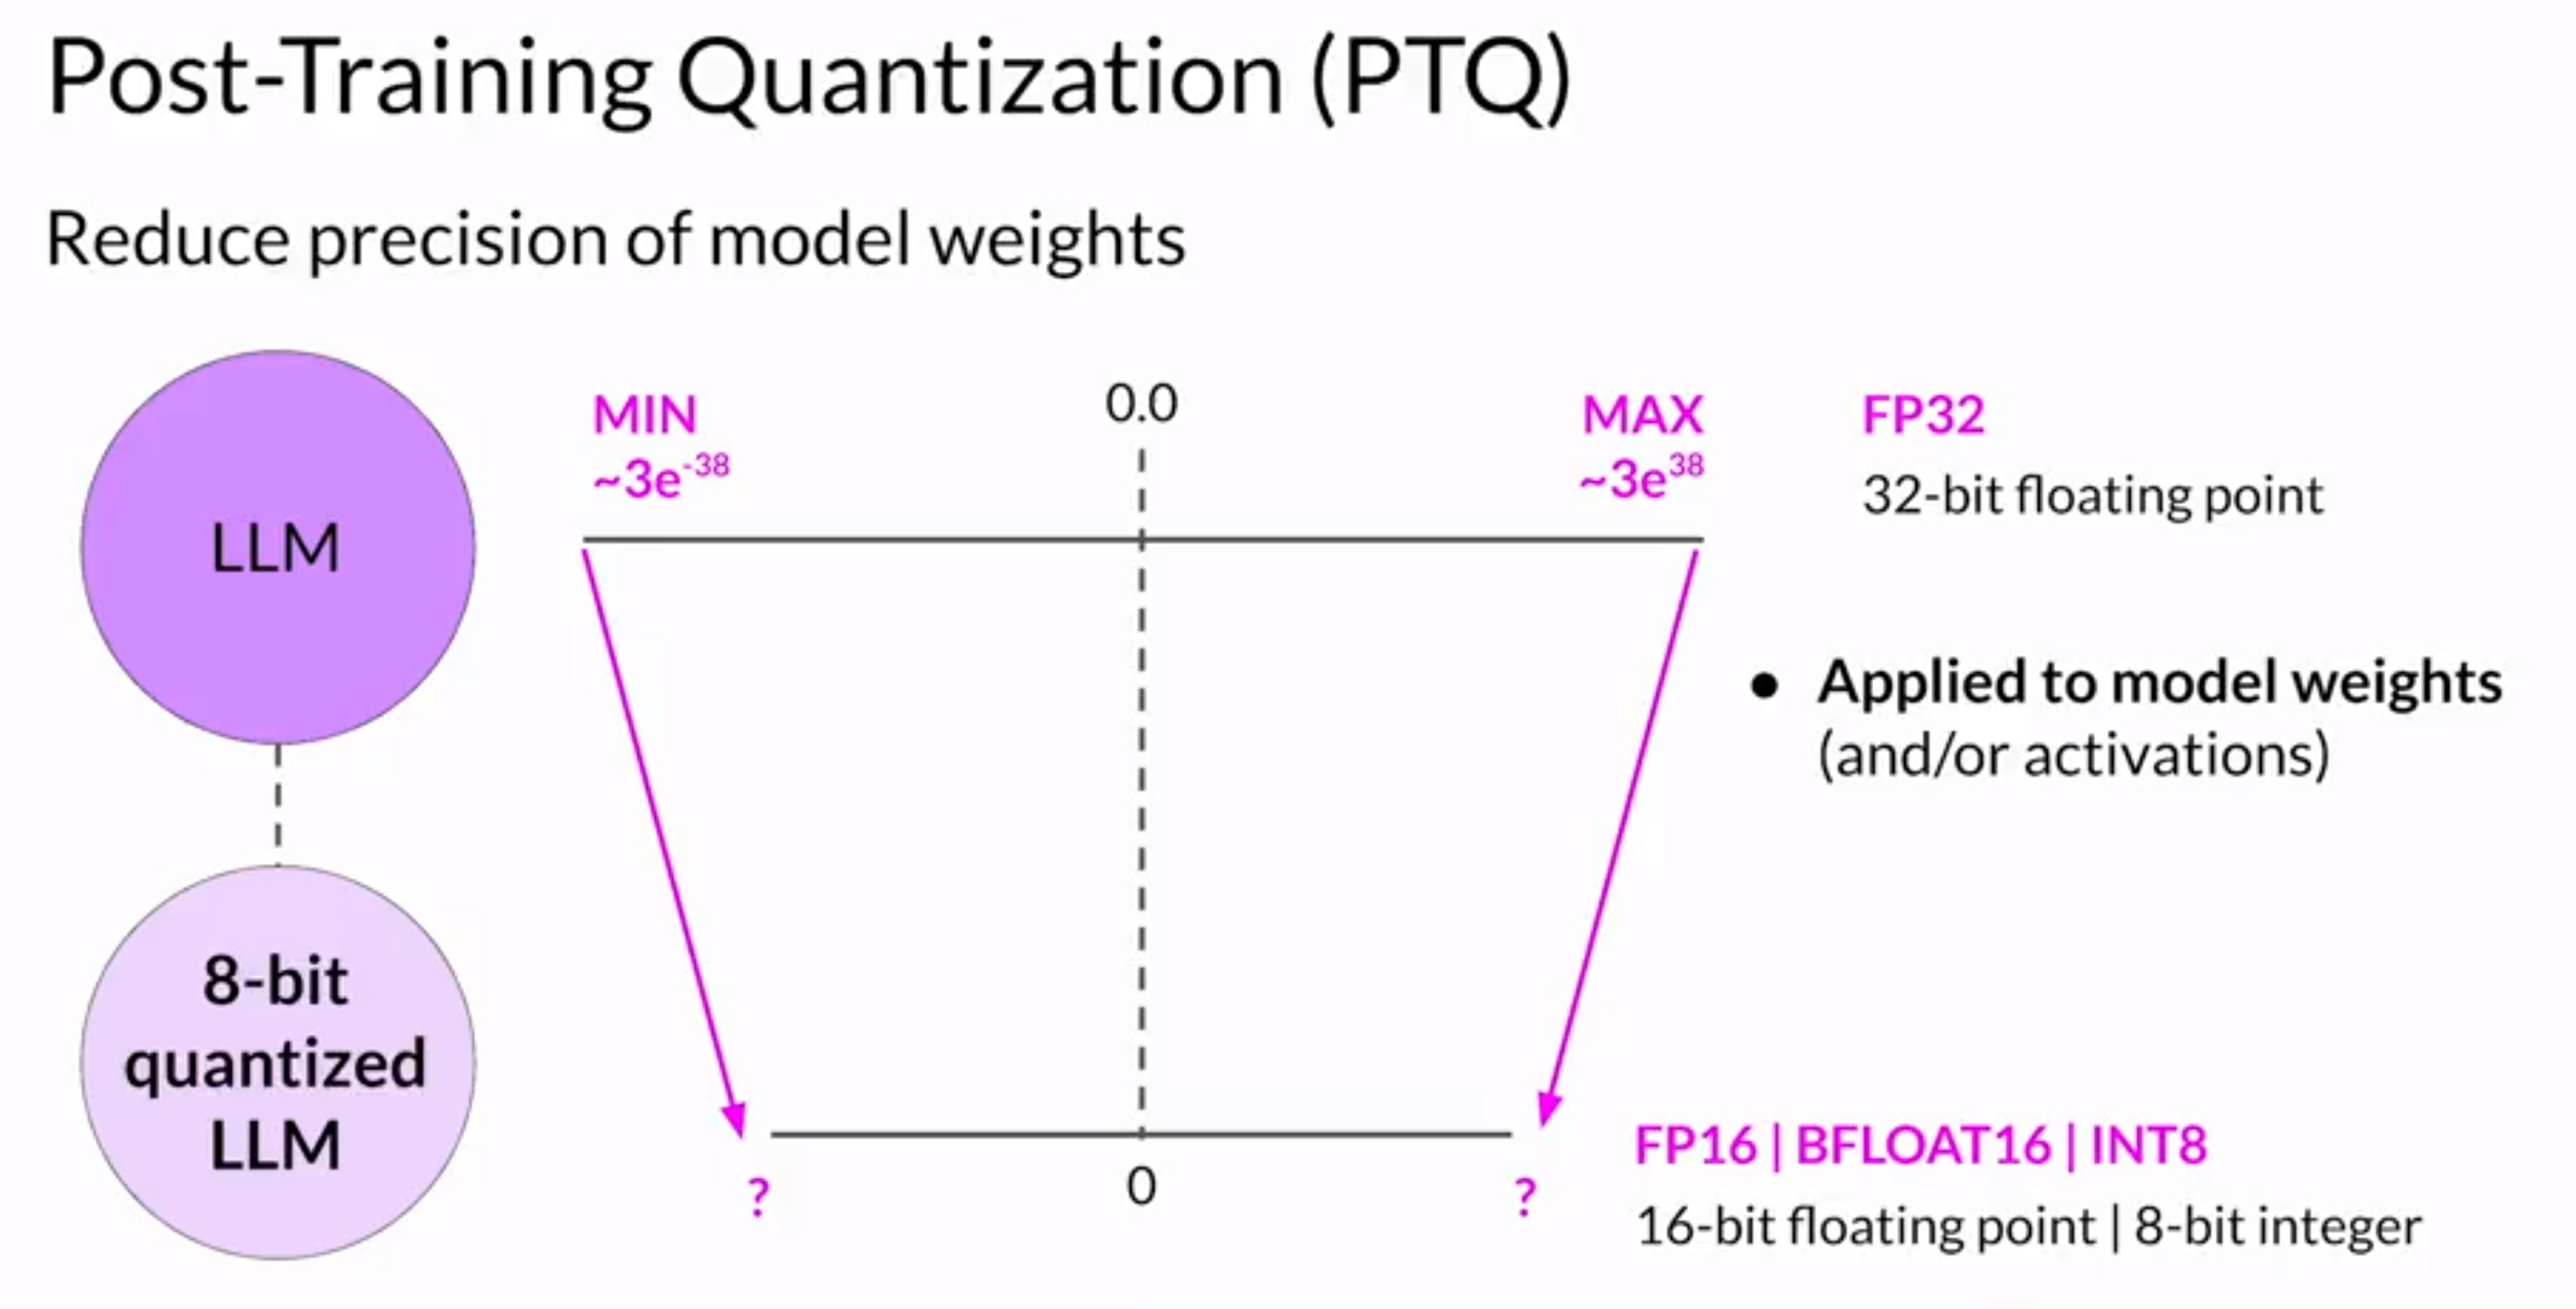 Post-Training Quantization (PTQ)
Reduce precision of model weights
LLM
8-bit
quantized
LLM
MIN
~3e⁻³⁸
0.0
MAX
~3e³⁸
FP32
32-bit floating point
● Applied to model weights
(and/or activations)
?
0
?
FP16 | BFLOAT16 | INT8
16-bit floating point | 8-bit integer